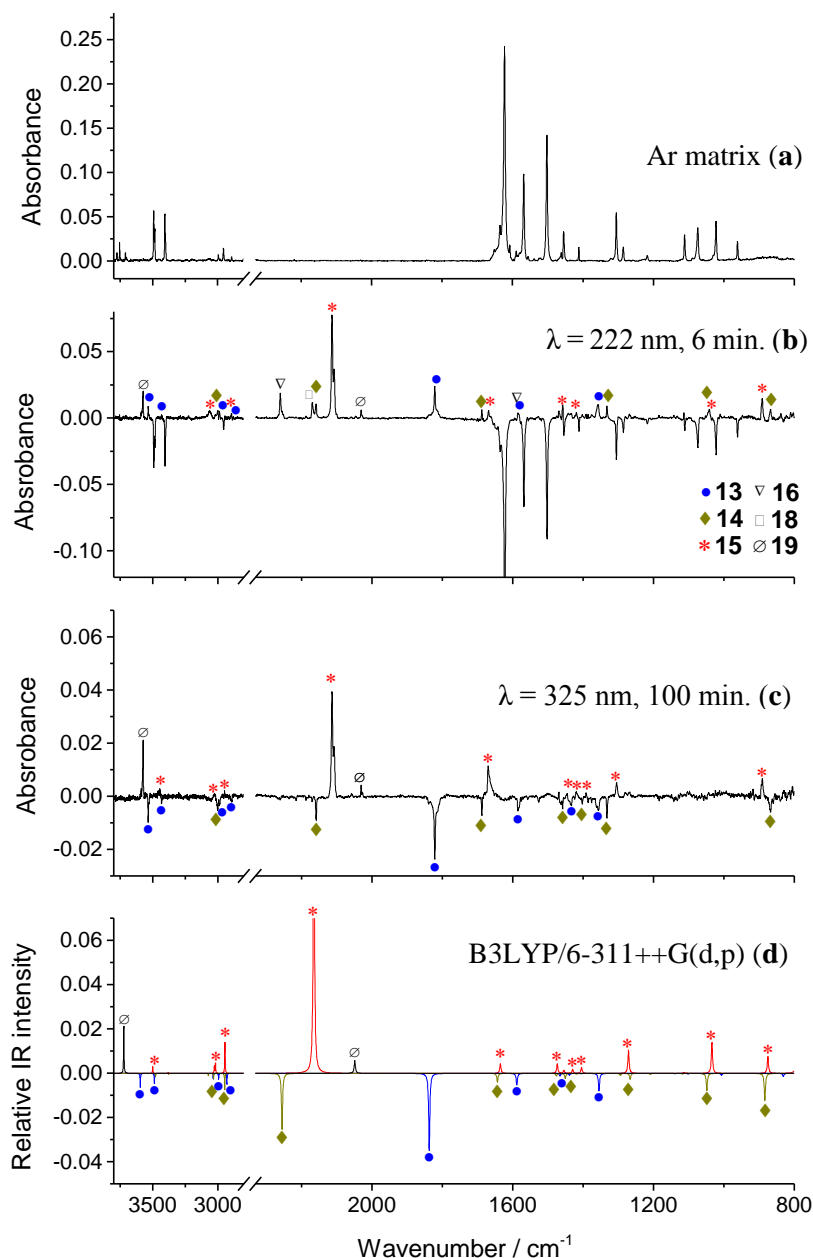 0.25
0.20
0.15
0.10
0.05
0.00
Absorbance
Ar matrix (a)
0.05
0.00
-0.05
-0.10
Absrobance
λ = 222 nm, 6 min. (b)
13 16
14 18
15 19
0.06
0.04
0.02
0.00
-0.02
Absrobance
λ = 325 nm, 100 min. (c)
0.06
0.04
0.02
0.00
-0.02
-0.04
Relative IR intensity
B3LYP/6-311++G(d,p) (d)
3500 3000 2000 1600 1200 800
Wavenumber / cm-1